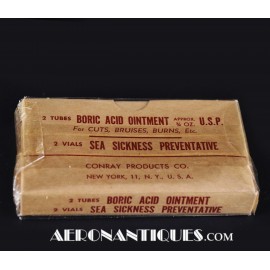 2 TUBES BORIC ACID OINTMENT APPROX. ½ OZ. U.S.P.
For CUTS, BRUISES, BURNS, Etc.
2 VIALS SEA SICKNESS PREVENTATIVE
CONRAY PRODUCTS CO.
NEW YORK, 11, N. Y., U. S. A.
2 TUBES BORIC ACID OINTMENT
2 VIALS SEA SICKNESS PREVENTATIVE
AERONANTIQUES.COM